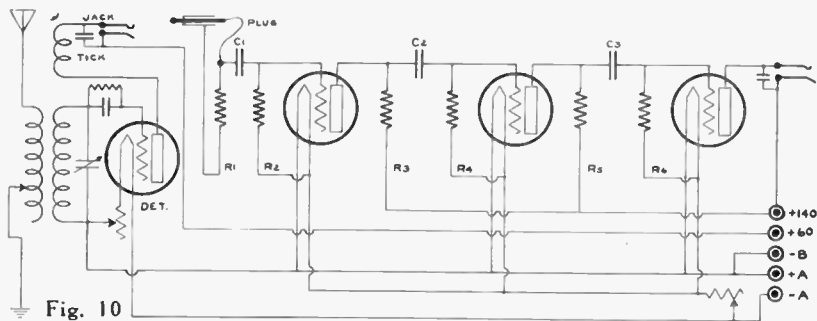 JACK
PLUG
TICK
C1
C2
C3
R1
R2
R3
R4
R5
R6
DET.
+140
+60
-B
+A
-A
Fig. 10